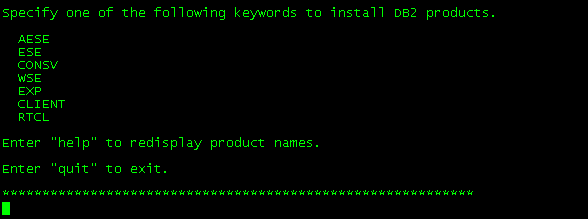 Specify one of the following keywords to install DB2 products.
AESE
ESE
CONSV
WSE
EXP
CLIENT
RTCL
Enter "help" to redisplay product names.
Enter "quit" to exit.
***********************************************************